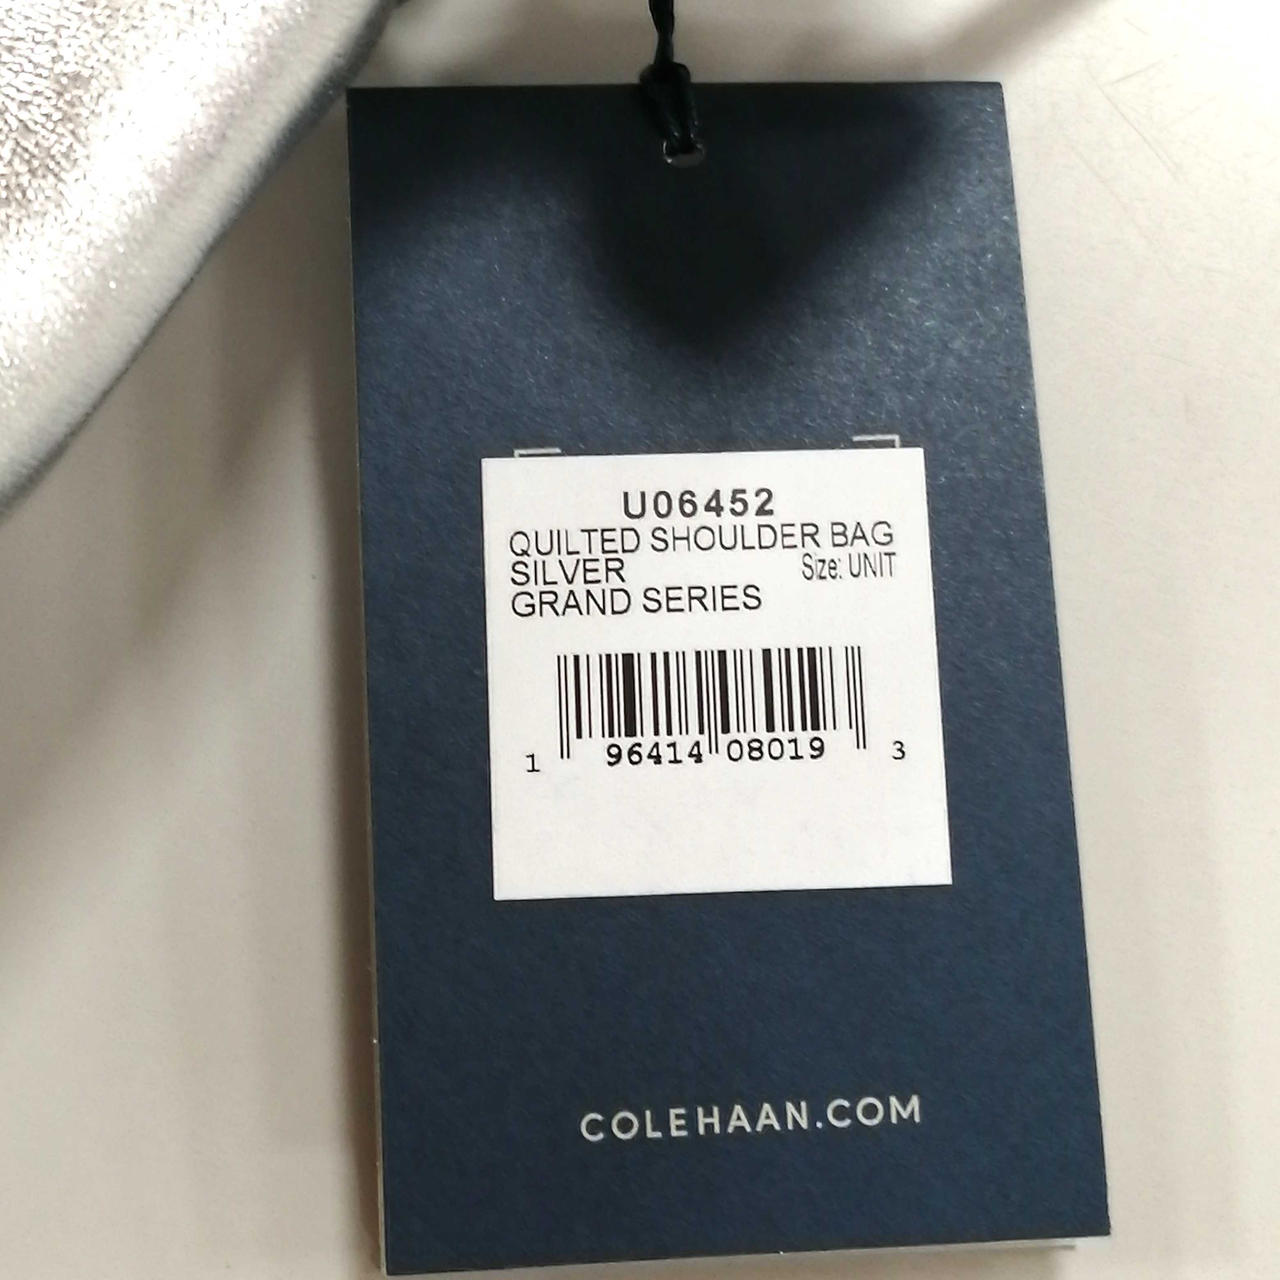 U06452
QUILTED SHOULDER BAG
SILVER Size: UNIT
GRAND SERIES
1 96414 08019 3
COLEHAAN.COM